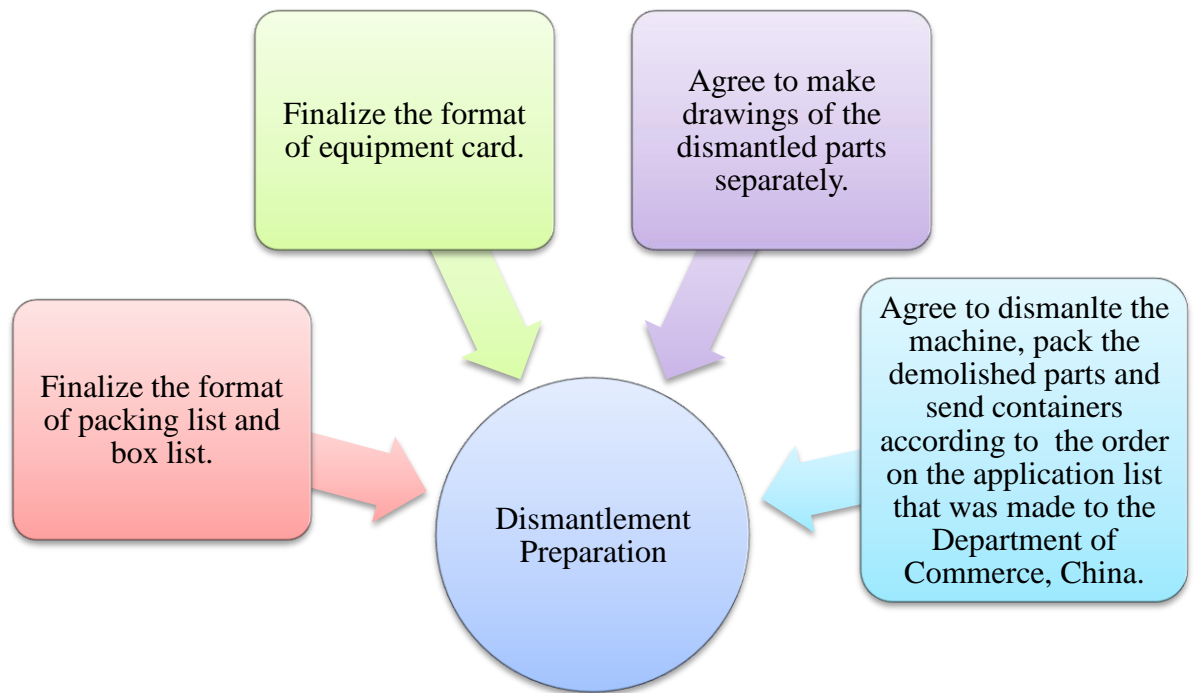 Finalize the format
of equipment card.
Agree to make
drawings of the
dismantled parts
separately.
Finalize the format
of packing list and
box list.
Agree to dismanlte the
machine, pack the
demolished parts and
send containers
according to  the order
on the application list
that was made to the
Department of
Commerce, China.
Dismantlement
Preparation